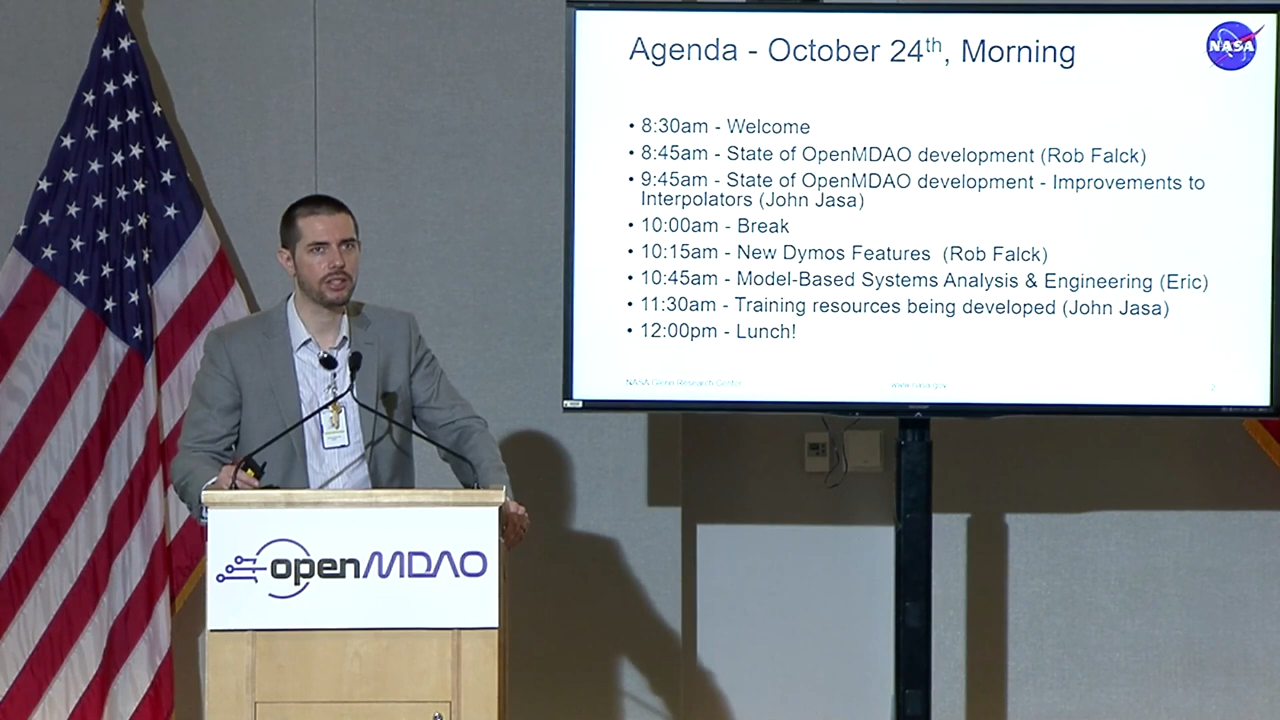 Agenda - October 24th, Morning
NASA
• 8:30am - Welcome
• 8:45am - State of OpenMDAO development (Rob Falck)
• 9:45am - State of OpenMDAO development - Improvements to
Interpolators (John Jasa)
• 10:00am - Break
• 10:15am - New Dymos Features (Rob Falck)
• 10:45am - Model-Based Systems Analysis & Engineering (Eric)
• 11:30am - Training resources being developed (John Jasa)
• 12:00pm - Lunch!
NASA Glenn Research Center
www.nasa.gov
2
openMDAO